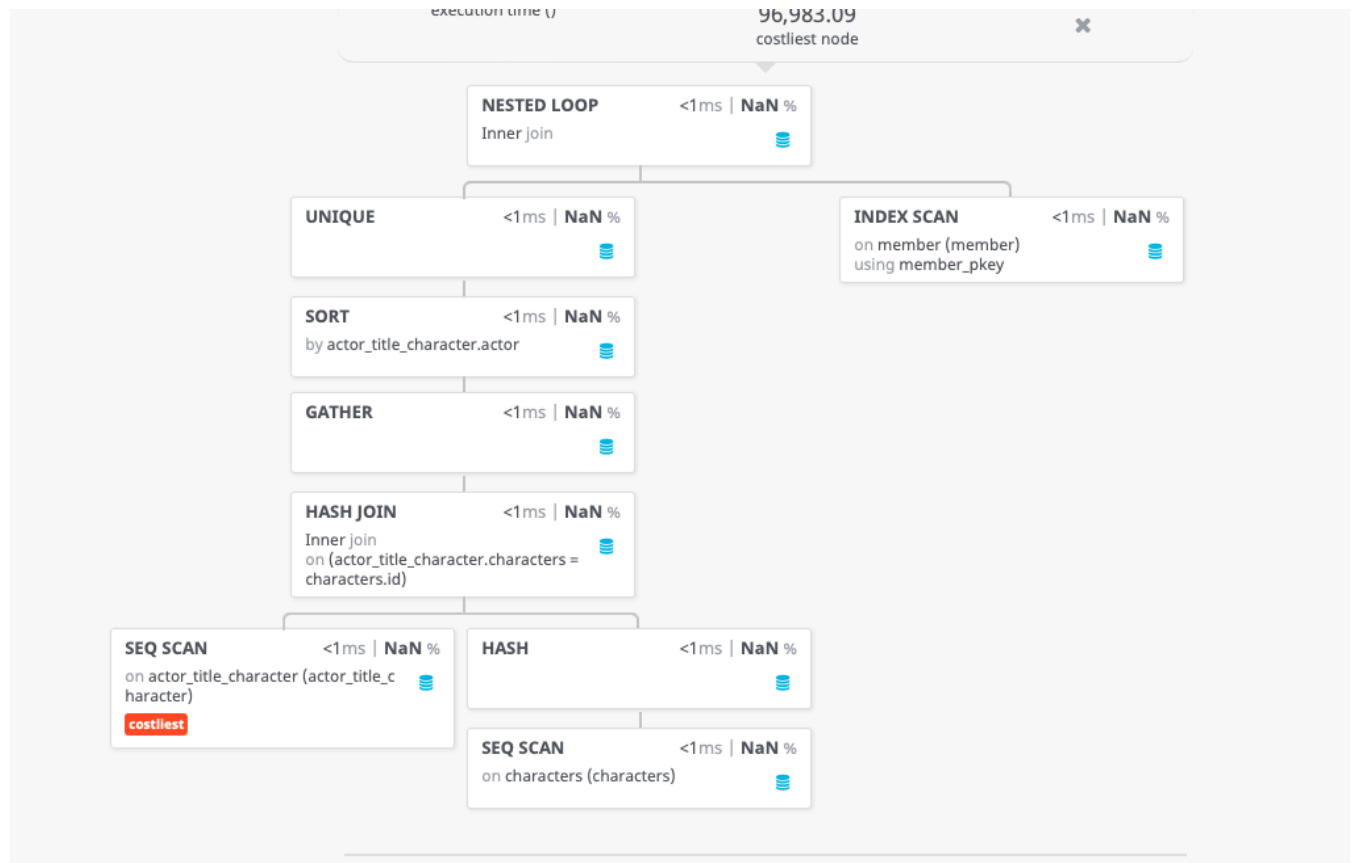 execution time ()
96,983.09
costliest node
NESTED LOOP <1ms | NaN %
Inner join
UNIQUE <1ms | NaN %
INDEX SCAN <1ms | NaN %
on member (member)
using member_pkey
SORT <1ms | NaN %
by actor_title_character.actor
GATHER <1ms | NaN %
HASH JOIN <1ms | NaN %
Inner join
on (actor_title_character.characters =
characters.id)
SEQ SCAN <1ms | NaN %
on actor_title_character (actor_title_c
haracter)
costliest
HASH <1ms | NaN %
SEQ SCAN <1ms | NaN %
on characters (characters)